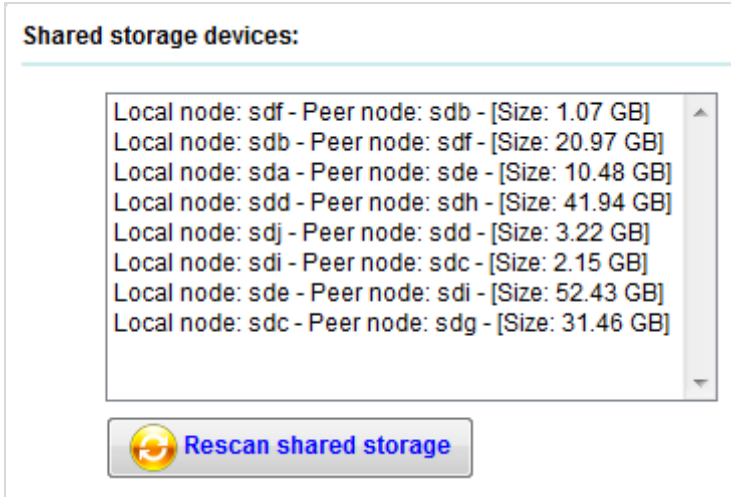 Shared storage devices:
Local node: sdf - Peer node: sdb - [Size: 1.07 GB]
Local node: sdb - Peer node: sdf - [Size: 20.97 GB]
Local node: sda - Peer node: sde - [Size: 10.48 GB]
Local node: sdd - Peer node: sdh - [Size: 41.94 GB]
Local node: sdj - Peer node: sdd - [Size: 3.22 GB]
Local node: sdi - Peer node: sdc - [Size: 2.15 GB]
Local node: sde - Peer node: sdi - [Size: 52.43 GB]
Local node: sdc - Peer node: sdg - [Size: 31.46 GB]
Rescan shared storage